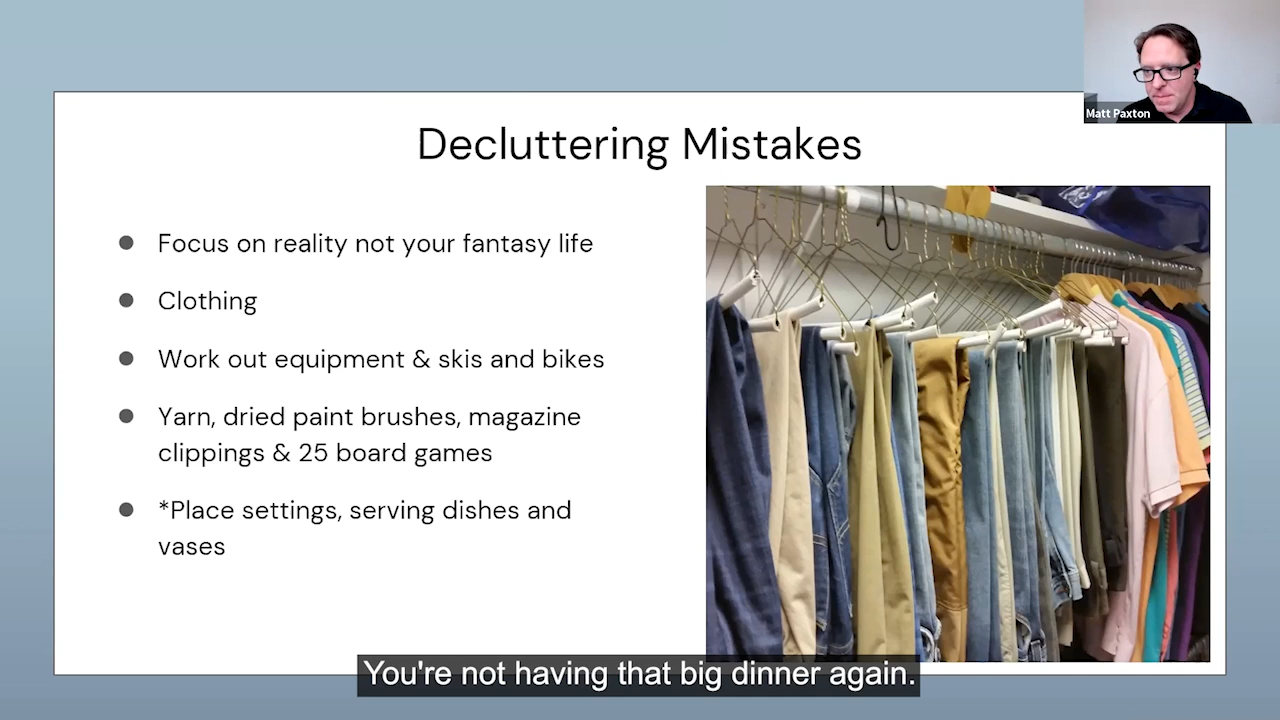 Matt Paxton
Decluttering Mistakes
Focus on reality not your fantasy life
Clothing
Work out equipment & skis and bikes
Yarn, dried paint brushes, magazine
clippings & 25 board games
*Place settings, serving dishes and
vases
You're not having that big dinner again.